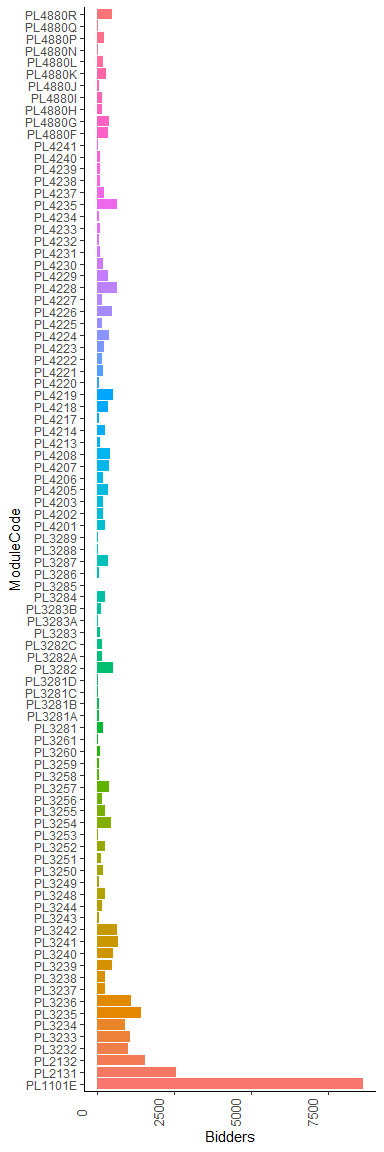 PL4880R
PL4880Q
PL4880P
PL4880N
PL4880L
PL4880K
PL4880J
PL4880I
PL4880H
PL4880G
PL4880F
PL4241
PL4240
PL4239
PL4238
PL4237
PL4235
PL4234
PL4233
PL4232
PL4231
PL4230
PL4229
PL4228
PL4227
PL4226
PL4225
PL4224
PL4223
PL4222
PL4221
PL4220
PL4219
PL4218
PL4217
PL4214
PL4213
PL4208
PL4207
PL4206
PL4205
PL4203
PL4202
PL4201
PL3289
PL3288
PL3287
PL3286
PL3285
PL3284
PL3283B
PL3283A
PL3283
PL3282C
PL3282A
PL3282
PL3281D
PL3281C
PL3281B
PL3281A
PL3281
PL3261
PL3260
PL3259
PL3258
PL3257
PL3256
PL3255
PL3254
PL3253
PL3252
PL3251
PL3250
PL3249
PL3248
PL3244
PL3243
PL3242
PL3241
PL3240
PL3239
PL3238
PL3237
PL3236
PL3235
PL3234
PL3233
PL3232
PL2132
PL2131
PL1101E
ModuleCode
0
2500
5000
7500
Bidders